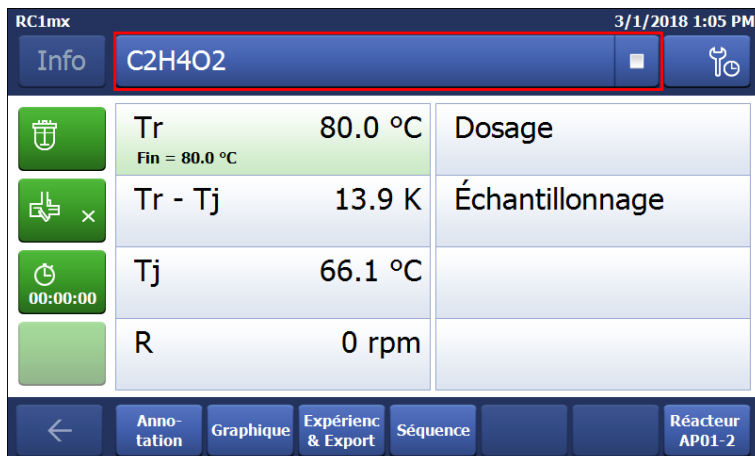 RC1mx 3/1/2018 1:05 PM
Info C2H4O2
Tr 80.0 °C Dosage
Fin = 80.0 °C
Tr - Tj 13.9 K Échantillonnage
Tj 66.1 °C
00:00:00
R 0 rpm
Anno-
tation
Graphique
Expérienc
& Export
Séquence
Réacteur
AP01-2